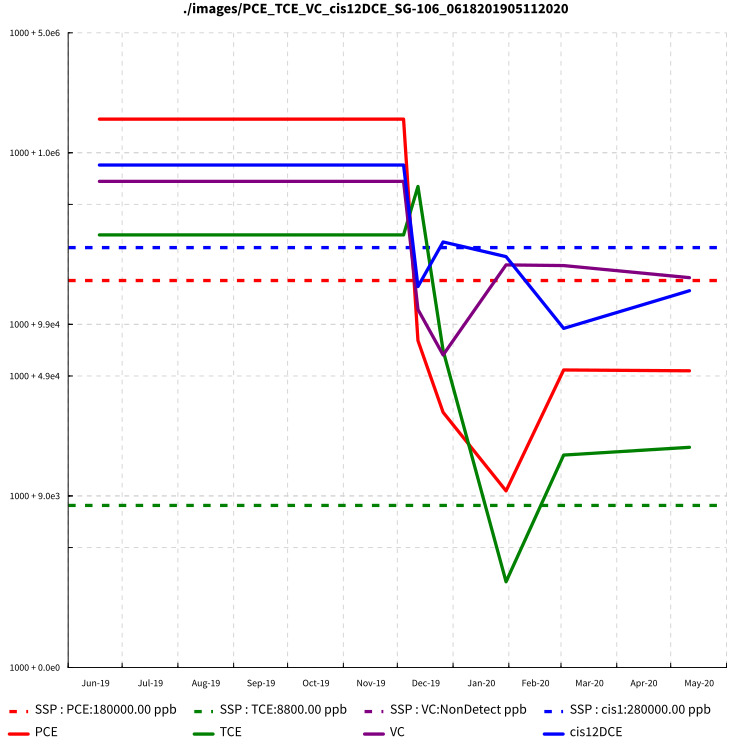 ./images/PCE_TCE_VC_cis12DCE_SG-106_0618201905112020
1000 + 5.0e6
1000 + 1.0e6
1000 + 9.9e4
1000 + 4.9e4
1000 + 9.0e3
1000 + 0.0e0
Jun-19 Jul-19 Aug-19 Sep-19 Oct-19 Nov-19 Dec-19 Jan-20 Feb-20 Mar-20 Apr-20 May-20
SSP : PCE:180000.00 ppb SSP : TCE:8800.00 ppb SSP : VC:NonDetect ppb SSP : cis1:280000.00 ppb
PCE TCE VC cis12DCE